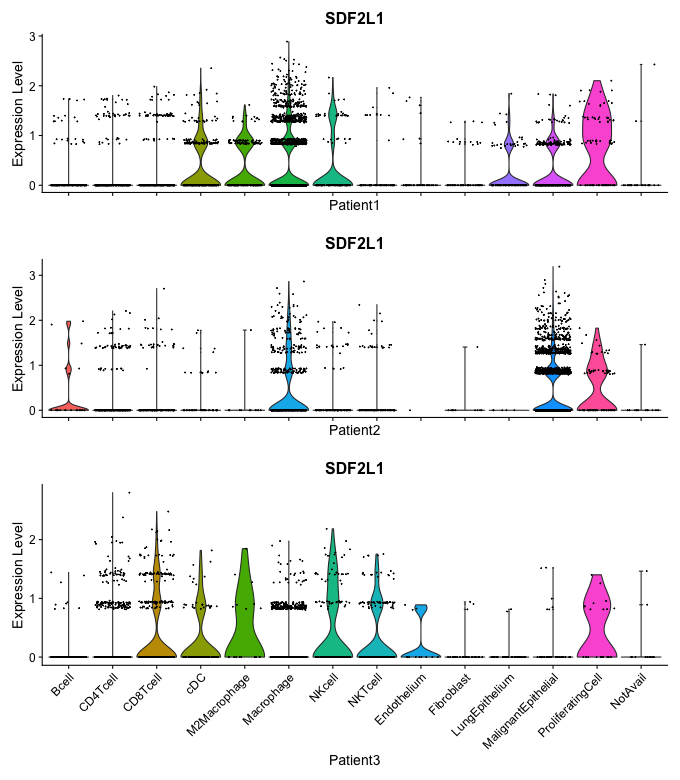 SDF2L1
Expression Level
3
2
1
0
Patient1
SDF2L1
Expression Level
3
2
1
0
Patient2
SDF2L1
Expression Level
2
1
0
Bcell
CD4Tcell
CD8Tcell
cDC
M2Macrophage
Macrophage
NKcell
NKTcell
Endothelium
Fibroblast
LungEpithelium
MalignantEpithelial
ProliferatingCell
NotAvail
Patient3